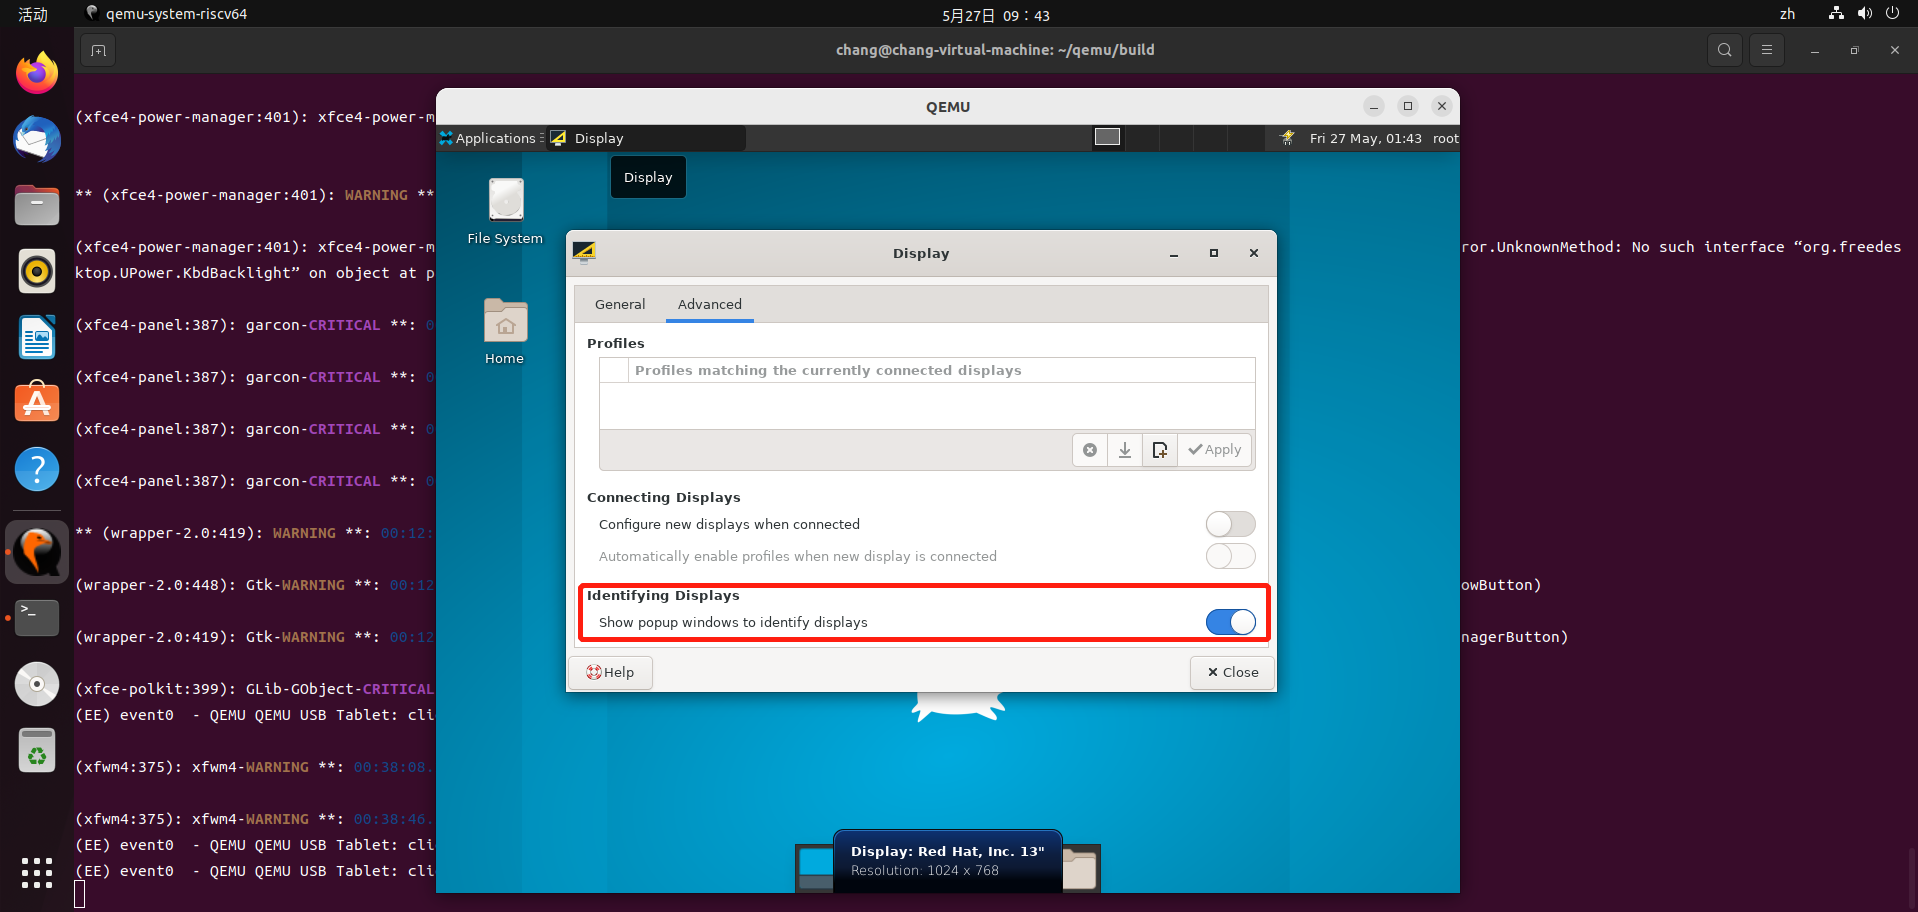 活动
qemu-system-riscv64
5月27日 09：43
zh
chang@chang-virtual-machine: ~/qemu/build
(xfce4-power-manager:401): xfce4-power-m
** (xfce4-power-manager:401): WARNING **
(xfce4-power-manager:401): xfce4-power-m
ror.UnknownMethod: No such interface “org.freedes
ktop.UPower.KbdBacklight” on object at p
(xfce4-panel:387): garcon-CRITICAL **: 0
(xfce4-panel:387): garcon-CRITICAL **: 0
(xfce4-panel:387): garcon-CRITICAL **: 0
(xfce4-panel:387): garcon-CRITICAL **: 0
** (wrapper-2.0:419): WARNING **: 00:12:
(wrapper-2.0:448): Gtk-WARNING **: 00:12
owButton)
(wrapper-2.0:419): Gtk-WARNING **: 00:12
nagerButton)
(xfce-polkit:399): GLib-GObject-CRITICAL
(EE) event0  - QEMU QEMU USB Tablet: cli
(xfwm4:375): xfwm4-WARNING **: 00:38:08.
(xfwm4:375): xfwm4-WARNING **: 00:38:46.
(EE) event0  - QEMU QEMU USB Tablet: cli
(EE) event0  - QEMU QEMU USB Tablet: cli
QEMU
Applications
Display
Fri 27 May, 01:43
root
Display
File System
Home
Display
General
Advanced
Profiles
Profiles matching the currently connected displays
Apply
Connecting Displays
Configure new displays when connected
Automatically enable profiles when new display is connected
Identifying Displays
Show popup windows to identify displays
Help
Close
Display: Red Hat, Inc. 13"
Resolution: 1024 x 768